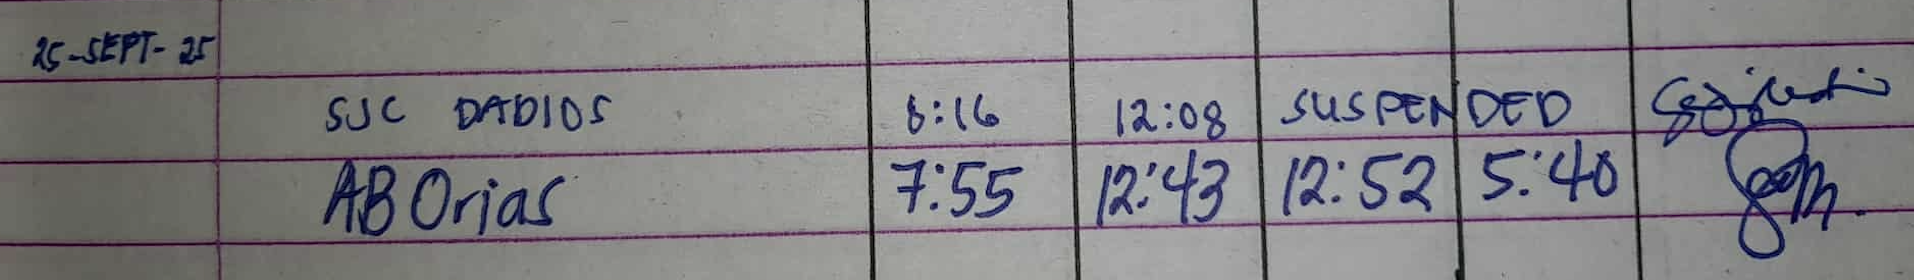 25-SEPT-25
SJC DADIOS 8:16 12:08 SUSPENDED
AB Orias 7:55 12:43 12:52 5:40